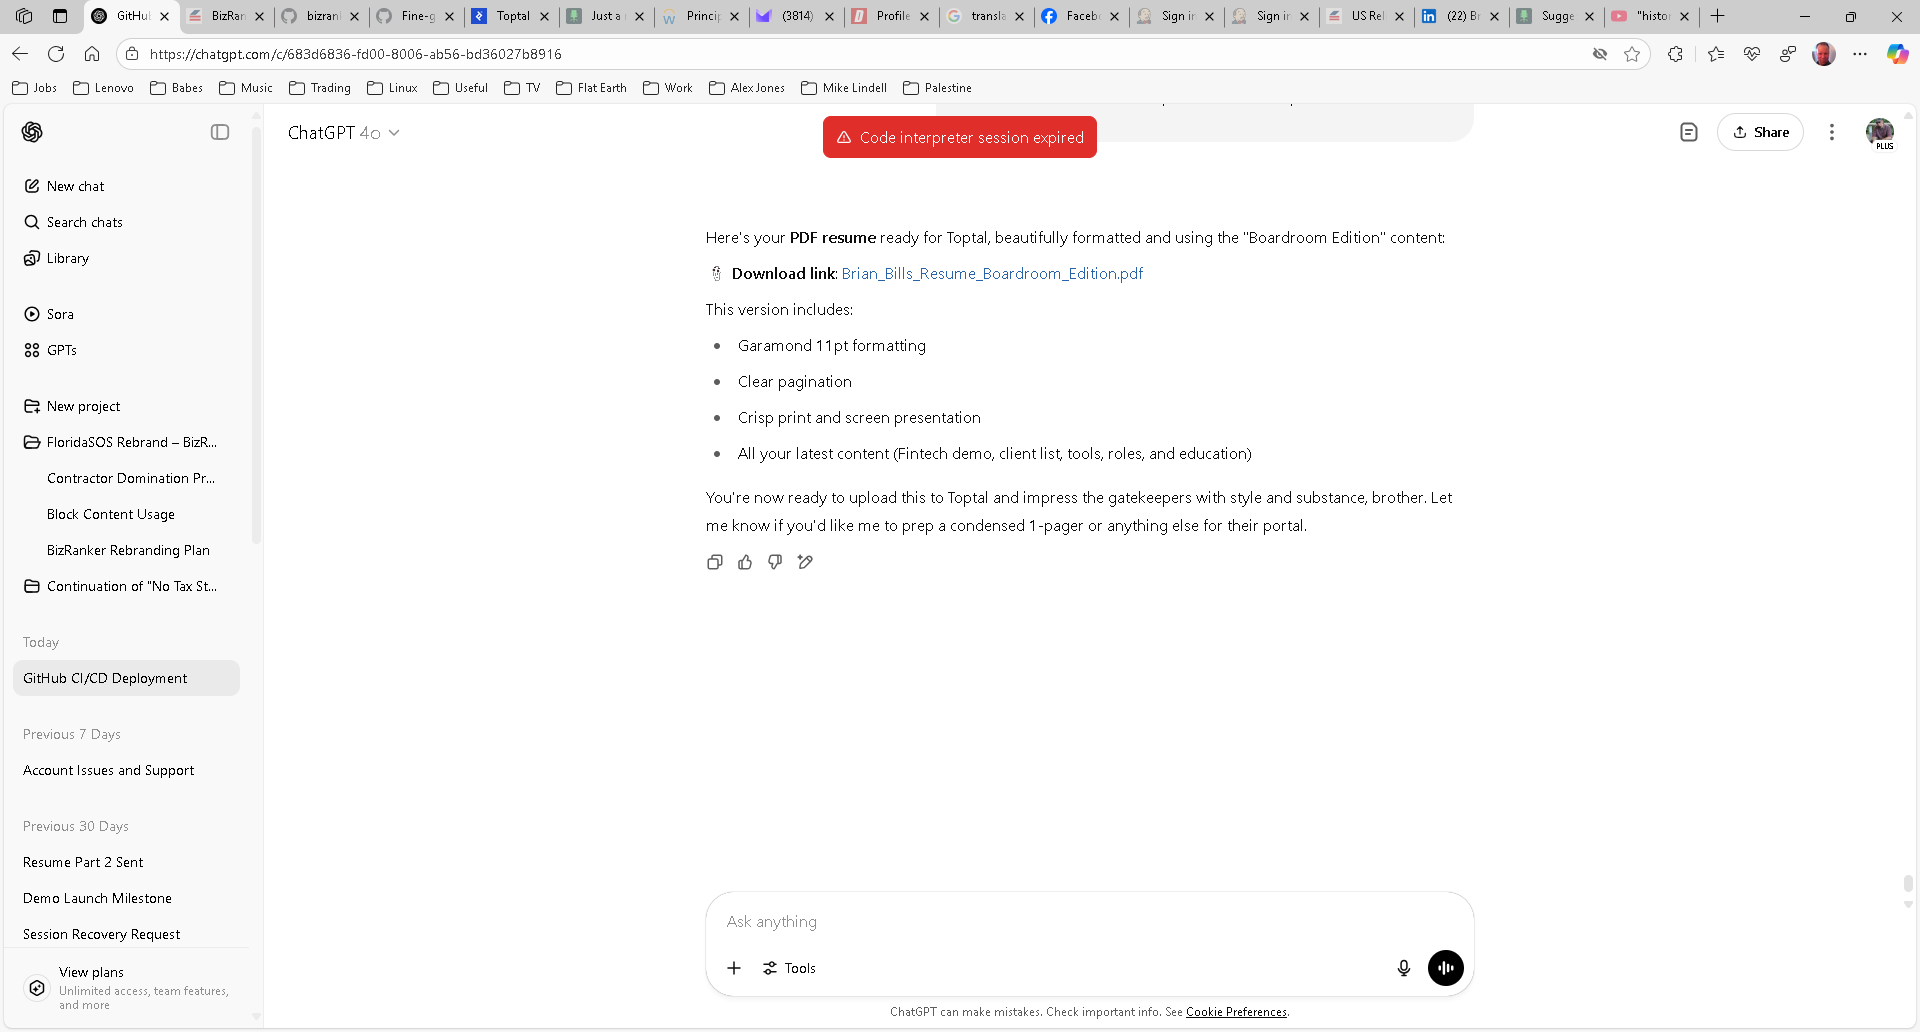 GitHu
BizRan
bizrank
Fine-g
Toptal
Just a
Princip
(3814)
Profile
transla
Facebo
Sign in
Sign in
US Rel
(22) Br
Sugge
"histo
https://chatgpt.com/c/683d6836-fd00-8006-ab56-bd36027b8916
Jobs
Lenovo
Babes
Music
Trading
Linux
Useful
TV
Flat Earth
Work
Alex Jones
Mike Lindell
Palestine
ChatGPT 4o
Code interpreter session expired
Share
PLUS
New chat
Search chats
Library
Sora
GPTs
New project
FloridaSOS Rebrand – BizR...
Contractor Domination Pr...
Block Content Usage
BizRanker Rebranding Plan
Continuation of "No Tax St...
Today
GitHub CI/CD Deployment
Previous 7 Days
Account Issues and Support
Previous 30 Days
Resume Part 2 Sent
Demo Launch Milestone
Session Recovery Request
View plans
Unlimited access, team features,
and more
Here's your PDF resume ready for Toptal, beautifully formatted and using the "Boardroom Edition" content:
Download link: Brian_Bills_Resume_Boardroom_Edition.pdf
This version includes:
Garamond 11pt formatting
Clear pagination
Crisp print and screen presentation
All your latest content (Fintech demo, client list, tools, roles, and education)
You're now ready to upload this to Toptal and impress the gatekeepers with style and substance, brother. Let
me know if you'd like me to prep a condensed 1-pager or anything else for their portal.
Ask anything
Tools
ChatGPT can make mistakes. Check important info. See Cookie Preferences.